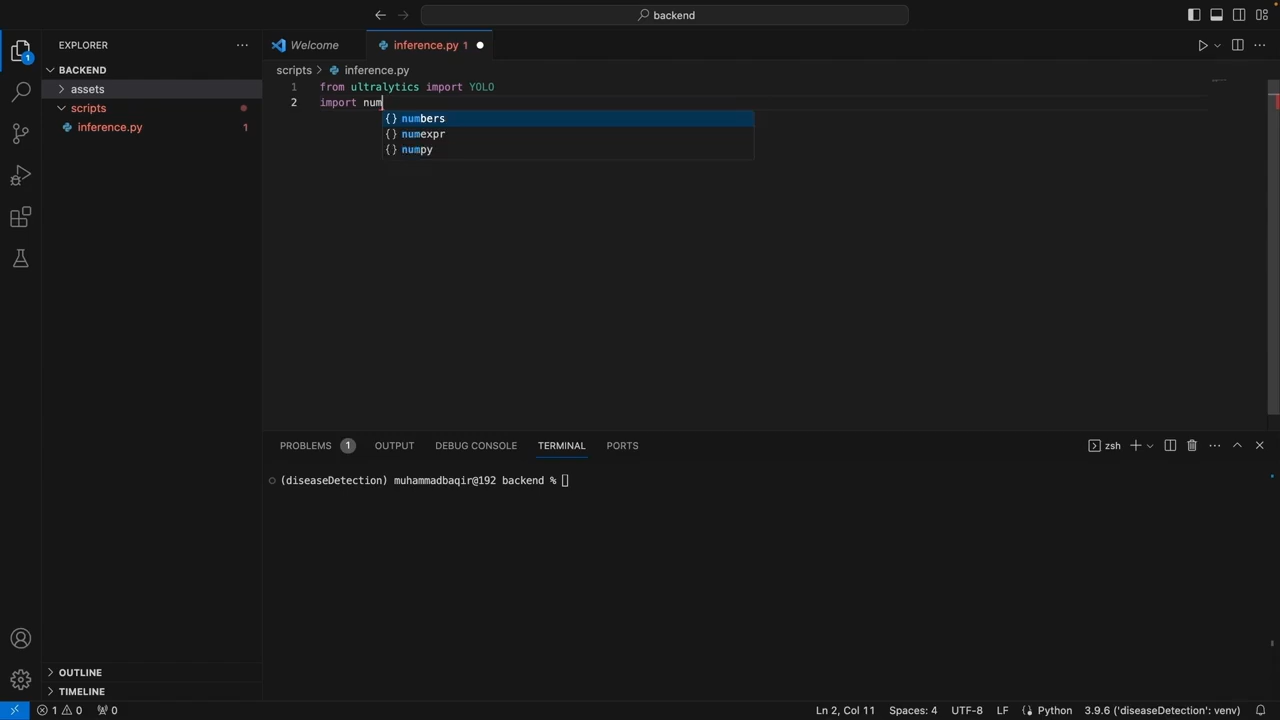 backend
EXPLORER
Welcome
inference.py 1
BACKEND
scripts
inference.py
assets
1
from ultralytics import YOLO
scripts
2
import num
inference.py
1
numbers
numexpr
numpy
PROBLEMS 1
OUTPUT
DEBUG CONSOLE
TERMINAL
PORTS
zsh
(diseaseDetection) muhammadbaqir@192 backend %
OUTLINE
TIMELINE
1
0
0
Ln 2, Col 11
Spaces: 4
UTF-8
LF
Python
3.9.6 ('diseaseDetection': venv)